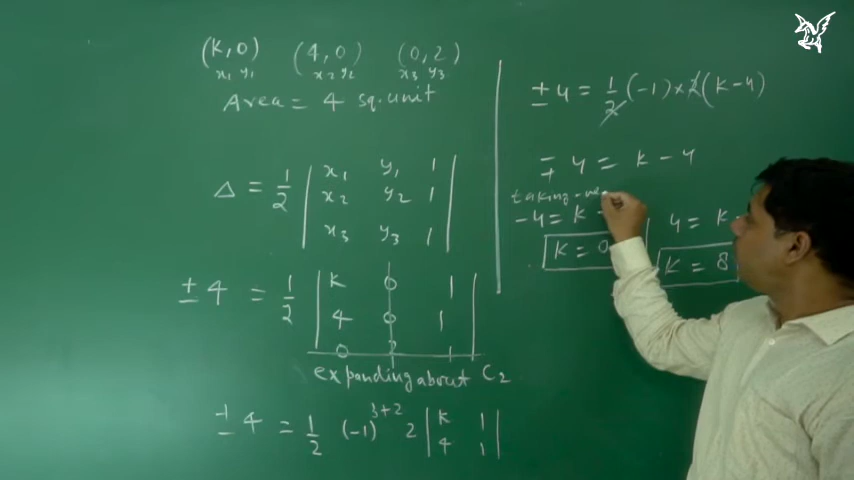 (k,0) (4,0) (0,2)
x₁ y₁ x₂ y₂ x₃ y₃
Area = 4 sq.unit
Δ = 1/2 | x₁ y₁ 1 |
| x₂ y₂ 1 |
| x₃ y₃ 1 |
± 4 = 1/2 | k 0 1 |
| 4 0 1 |
| 0 2 1 |
expanding about C₂
± 4 = 1/2 (-1)³⁺² 2 | k 1 |
| 4 1 |
± 4 = 1/2 (-1) × 2 (k-4)
∓ 4 = k - 4
taking
-4 = k - 4 = k
k = 0 k = 8